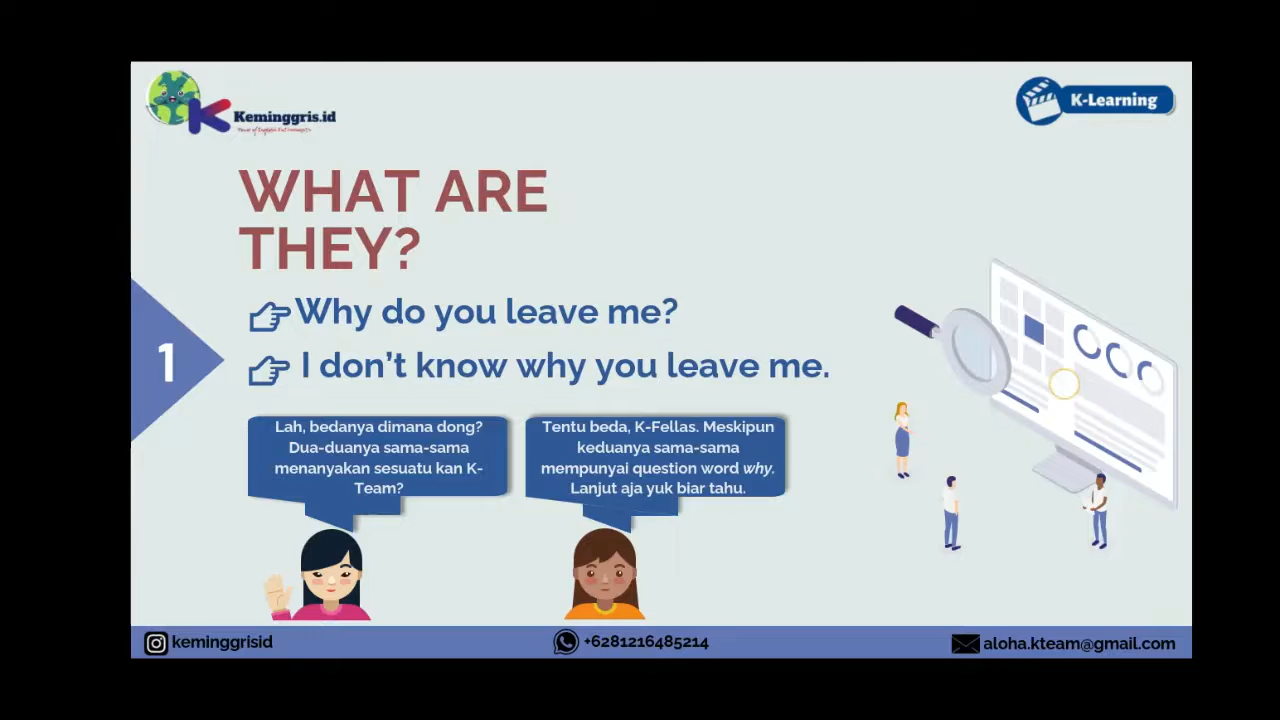 Keminggris.id
K-Learning
WHAT ARE
THEY?
Why do you leave me?
I don't know why you leave me.
1
Lah, bedanya dimana dong?
Dua-duanya sama-sama
menanyakan sesuatu kan K-
Team?
Tentu beda, K-Fellas. Meskipun
keduanya sama-sama
mempunyai question word why.
Lanjut aja yuk biar tahu.
keminggrisid
+6281216485214
aloha.kteam@gmail.com